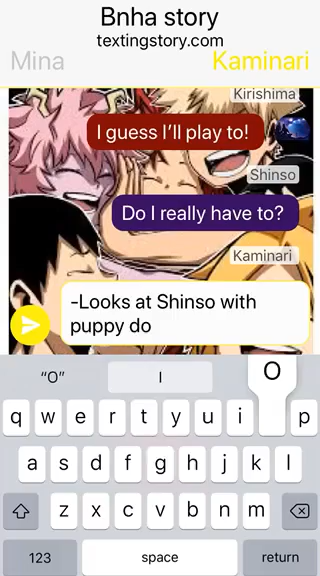 Bnha story
textingstory.com
Mina
Kaminari
Kirishima
I guess I'll play to!
Shinso
Do I really have to?
Kaminari
-Looks at Shinso with
puppy do
"O" I
O
q w e r t y u i p
a s d f g h j k l
z x c v b n m
123 space return